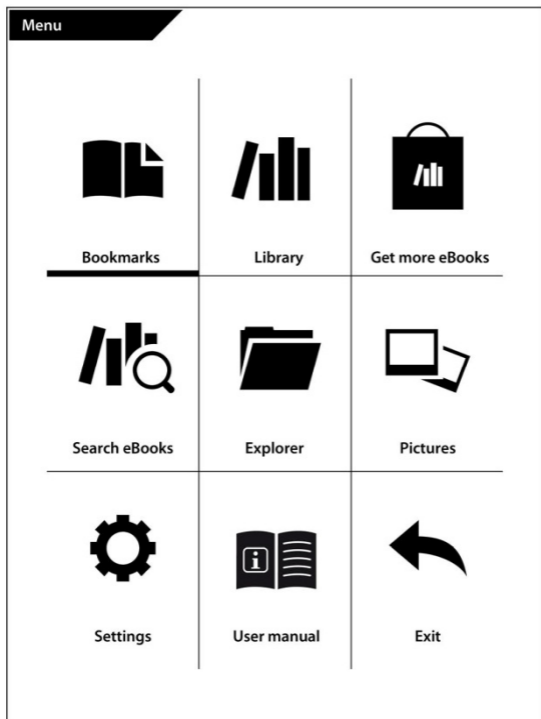 Menu
Bookmarks
Library
Get more eBooks
Search eBooks
Explorer
Pictures
Settings
User manual
Exit